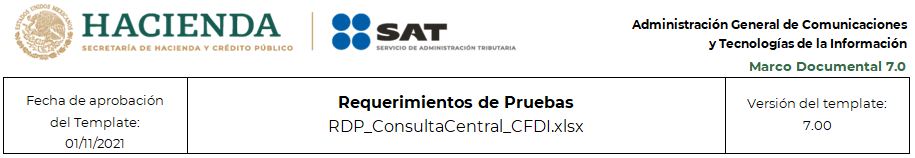 HACIENDA
SECRETARÍA DE HACIENDA Y CRÉDITO PÚBLICO
SAT
SERVICIO DE ADMINISTRACIÓN TRIBUTARIA
Administración General de Comunicaciones
y Tecnologías de la Información
Marco Documental 7.0
Fecha de aprobación
del Template:
01/11/2021
Requerimientos de Pruebas
RDP_ConsultaCentral_CFDI.xlsx
Versión del template:
7.00